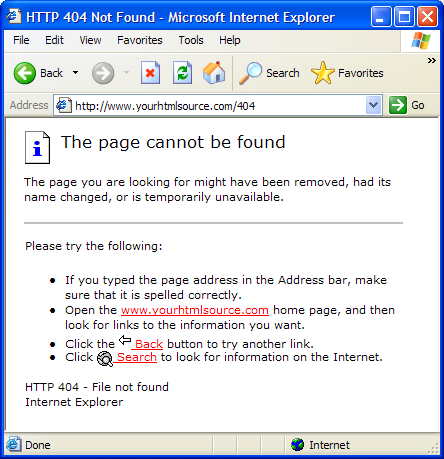 HTTP 404 Not Found - Microsoft Internet Explorer
File Edit View Favorites Tools Help
Back Search Favorites
Address http://www.yourhtmlsource.com/404 Go
The page cannot be found
The page you are looking for might have been removed, had its
name changed, or is temporarily unavailable.
Please try the following:
If you typed the page address in the Address bar, make
sure that it is spelled correctly.
Open the www.yourhtmlsource.com home page, and then
look for links to the information you want.
Click the Back button to try another link.
Click Search to look for information on the Internet.
HTTP 404 - File not found
Internet Explorer
Done Internet